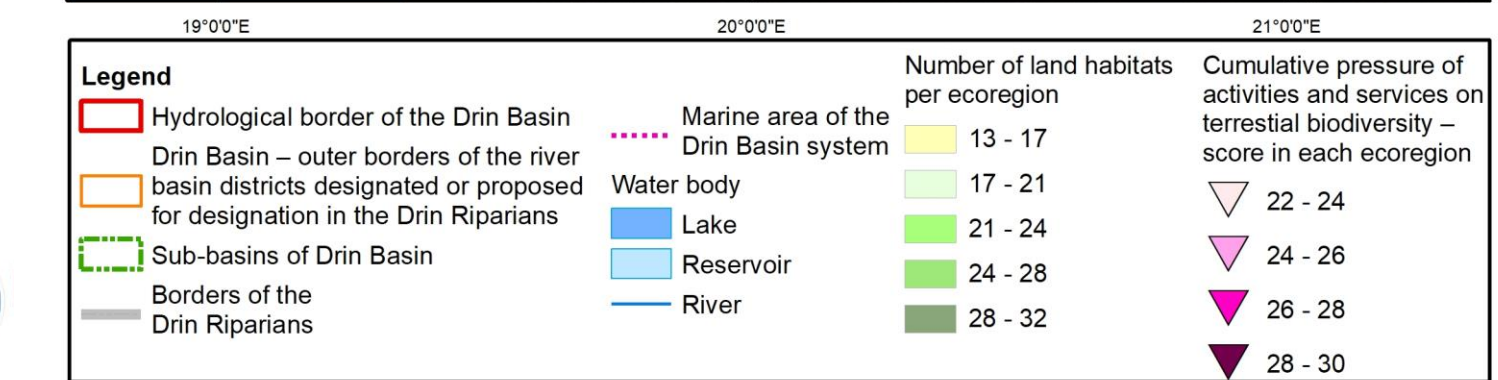 19°0'0"E
20°0'0"E
21°0'0"E
Legend
Hydrological border of the Drin Basin
Drin Basin – outer borders of the river
basin districts designated or proposed
for designation in the Drin Riparians
Sub-basins of Drin Basin
Borders of the
Drin Riparians
Marine area of the
Drin Basin system
Water body
Lake
Reservoir
River
Number of land habitats
per ecoregion
13 - 17
17 - 21
21 - 24
24 - 28
28 - 32
Cumulative pressure of
activities and services on
terrestial biodiversity –
score in each ecoregion
22 - 24
24 - 26
26 - 28
28 - 30